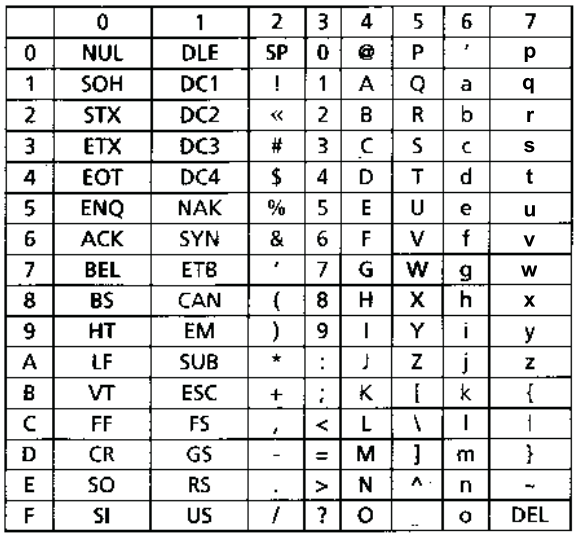 0 1 2 3 4 5 6 7
0 NUL DLE SP 0 @ P ′ p
1 SOH DC1 ! 1 A Q a q
2 STX DC2 « 2 B R b r
3 ETX DC3 # 3 C S c s
4 EOT DC4 $ 4 D T d t
5 ENQ NAK % 5 E U e u
6 ACK SYN & 6 F V f v
7 BEL ETB ′ 7 G W g w
8 BS CAN ( 8 H X h x
9 HT EM ) 9 I Y i y
A LF SUB * : J Z j z
B VT ESC + ; K [ k {
C FF FS , < L \ l |
D CR GS - = M ] m }
E SO RS . > N ^ n ~
F SI US / ? O _ o DEL